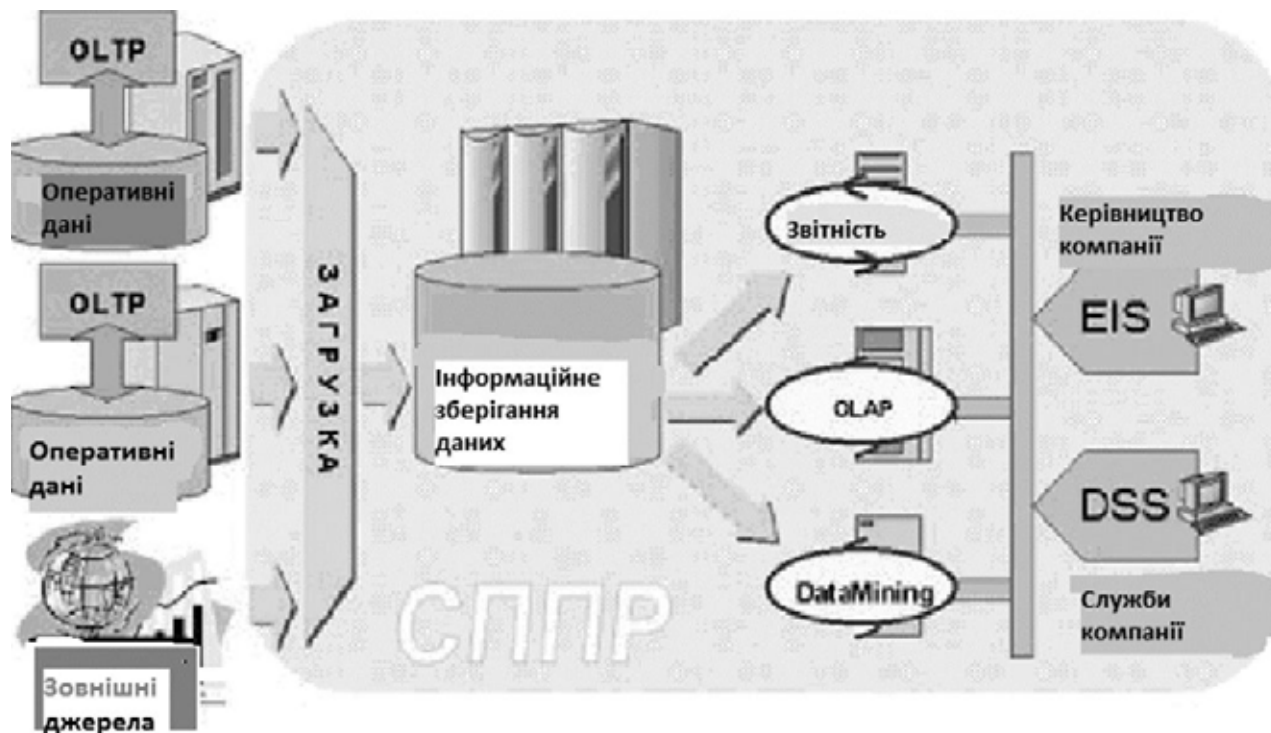 OLTP
Оперативні
дані
OLTP
Оперативні
дані
Зовнішні
джерела
ЗАГРУЗКА
Інформаційне
зберігання
даних
СППР
Звітність
OLAP
DataMining
Керівництво
компанії
EIS
DSS
Служби
компанії